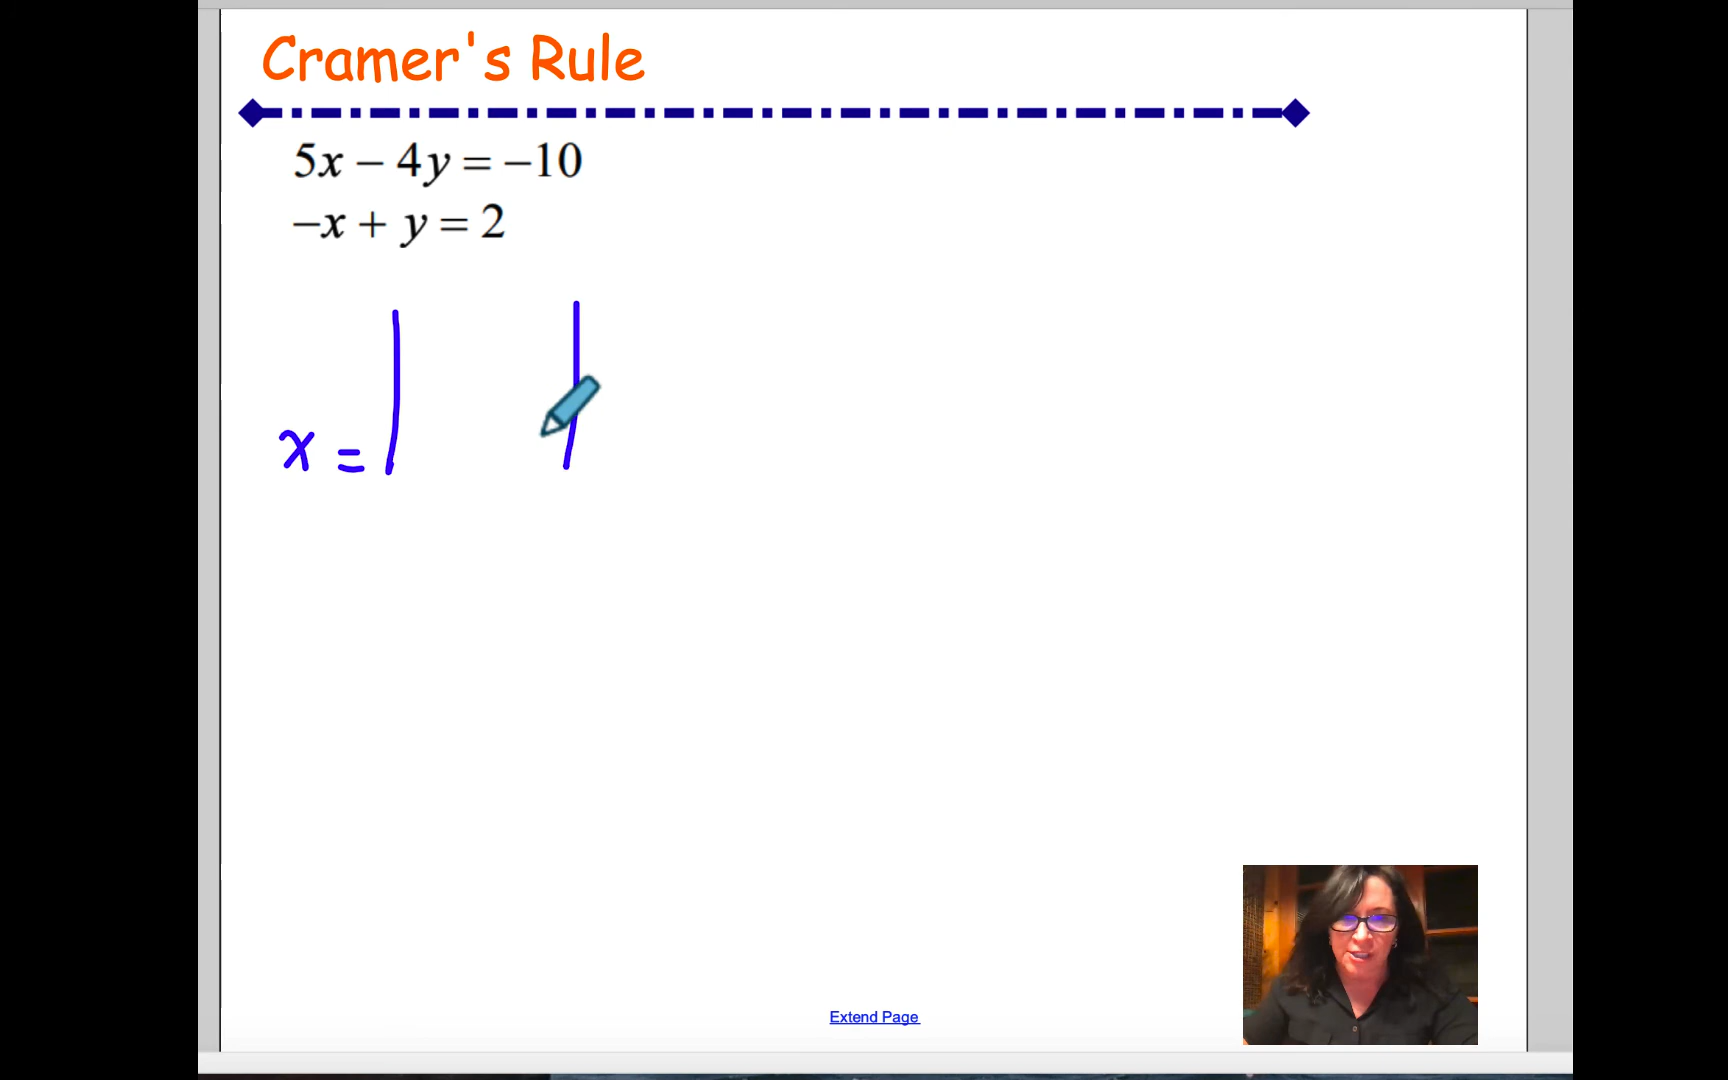 Cramer's Rule
5x − 4y = −10
−x + y = 2
x = | |
Extend Page